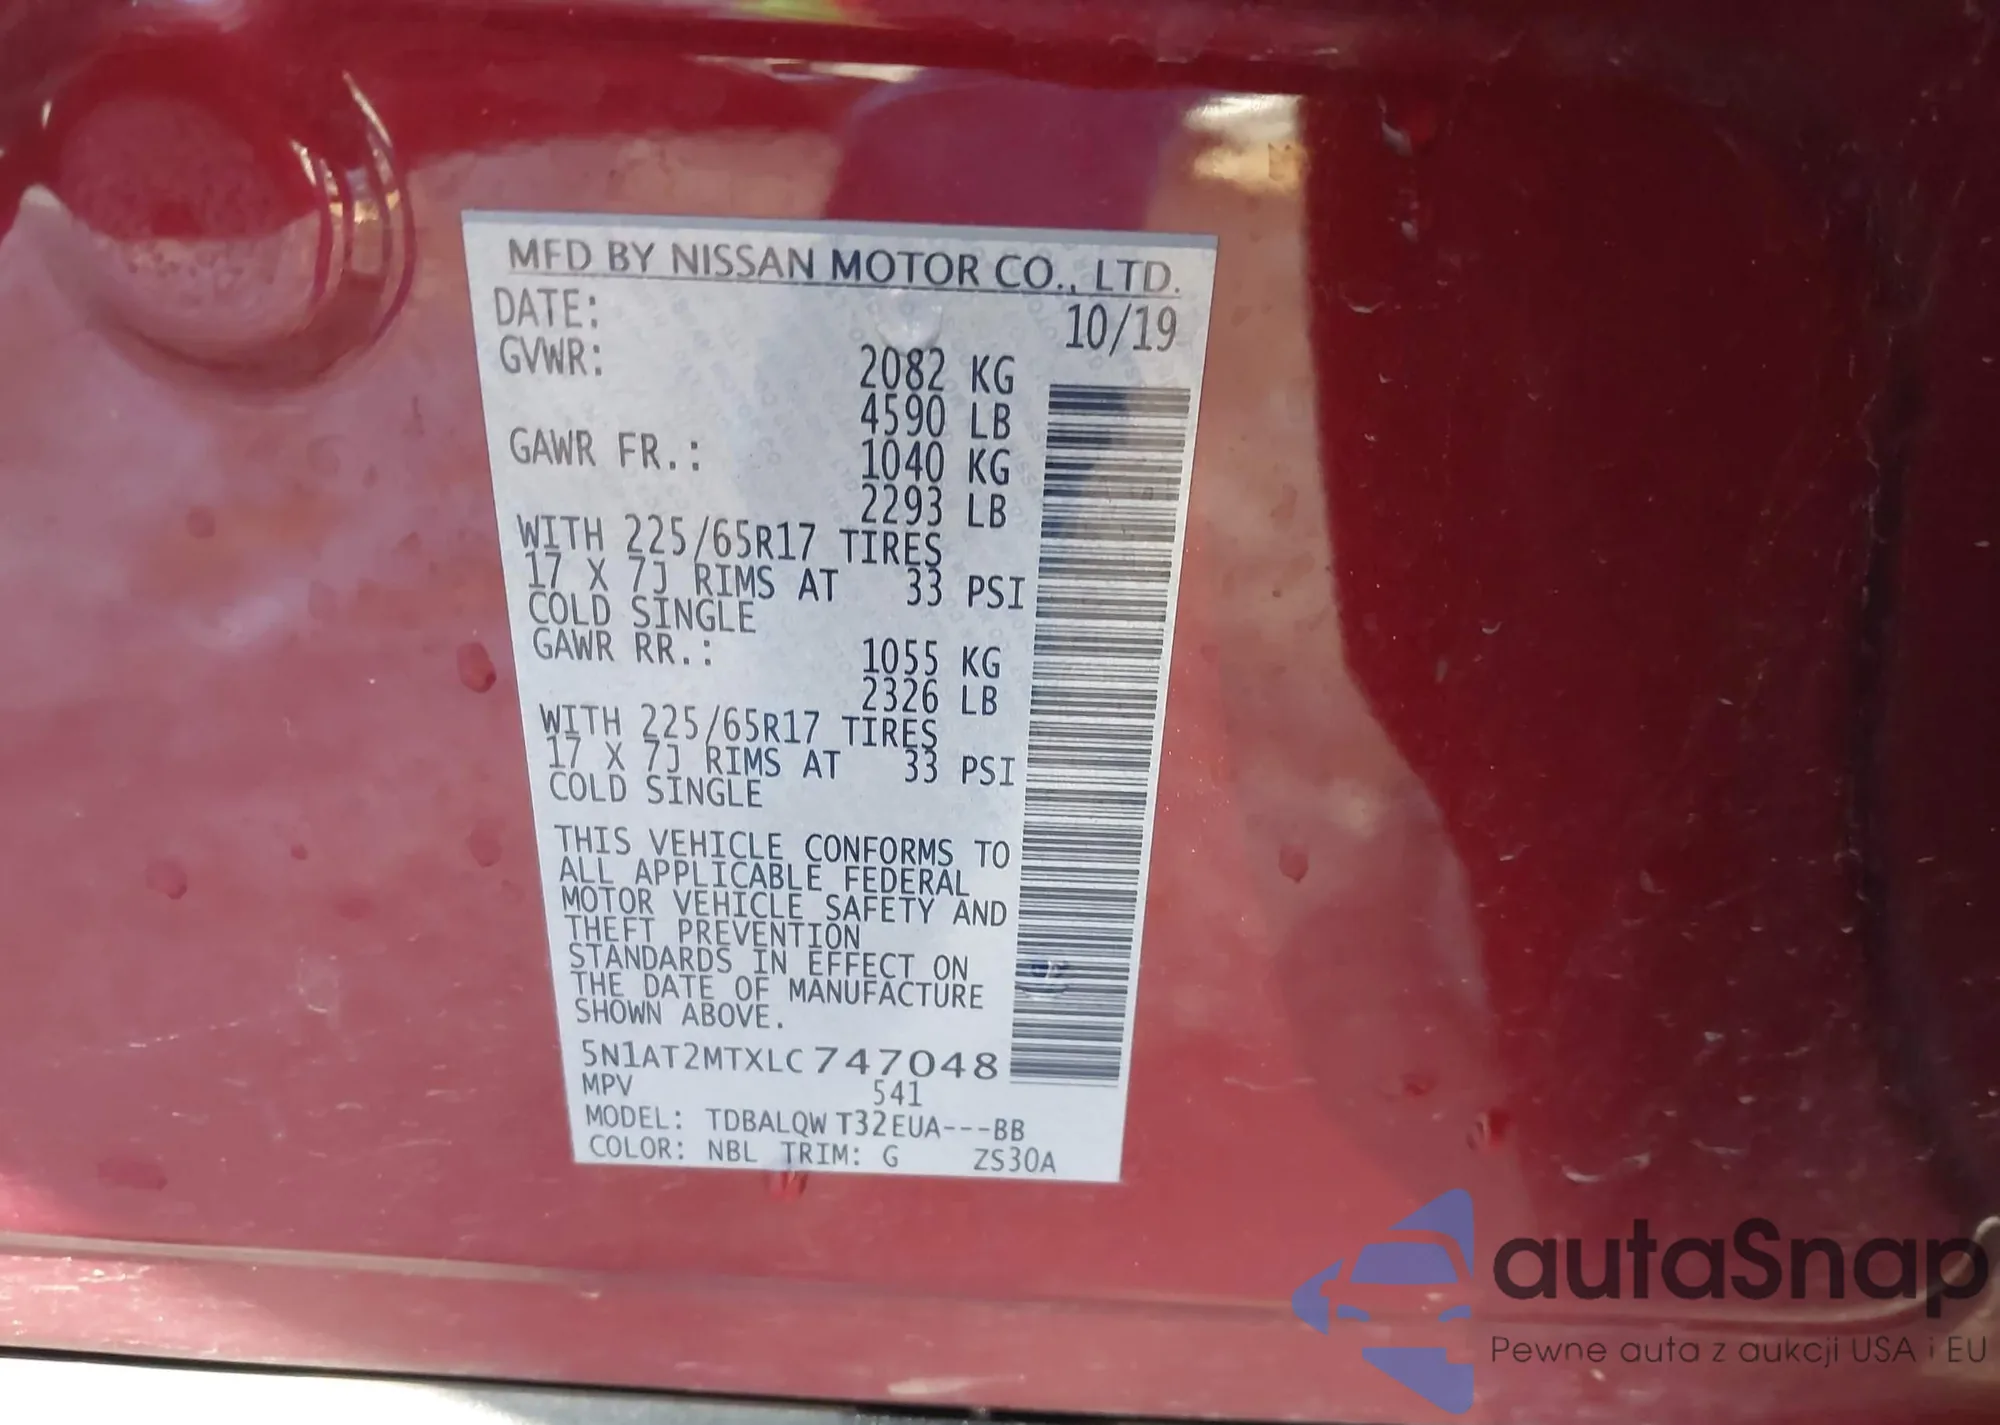 MFD BY NISSAN MOTOR CO., LTD.
DATE: 10/19
GVWR: 2082 KG
4590 LB
GAWR FR.: 1040 KG
2293 LB
WITH 225/65R17 TIRES
17 X 7J RIMS AT 33 PSI
COLD SINGLE
GAWR RR.: 1055 KG
2326 LB
WITH 225/65R17 TIRES
17 X 7J RIMS AT 33 PSI
COLD SINGLE
THIS VEHICLE CONFORMS TO
ALL APPLICABLE FEDERAL
MOTOR VEHICLE SAFETY AND
THEFT PREVENTION
STANDARDS IN EFFECT ON
THE DATE OF MANUFACTURE
SHOWN ABOVE.
5N1AT2MTXLC747048
MPV 541
MODEL: TDBALQW T32EUA---BB
COLOR: NBL TRIM: G ZS30A
autaSnap
Pewne auta z aukcji USA i EU